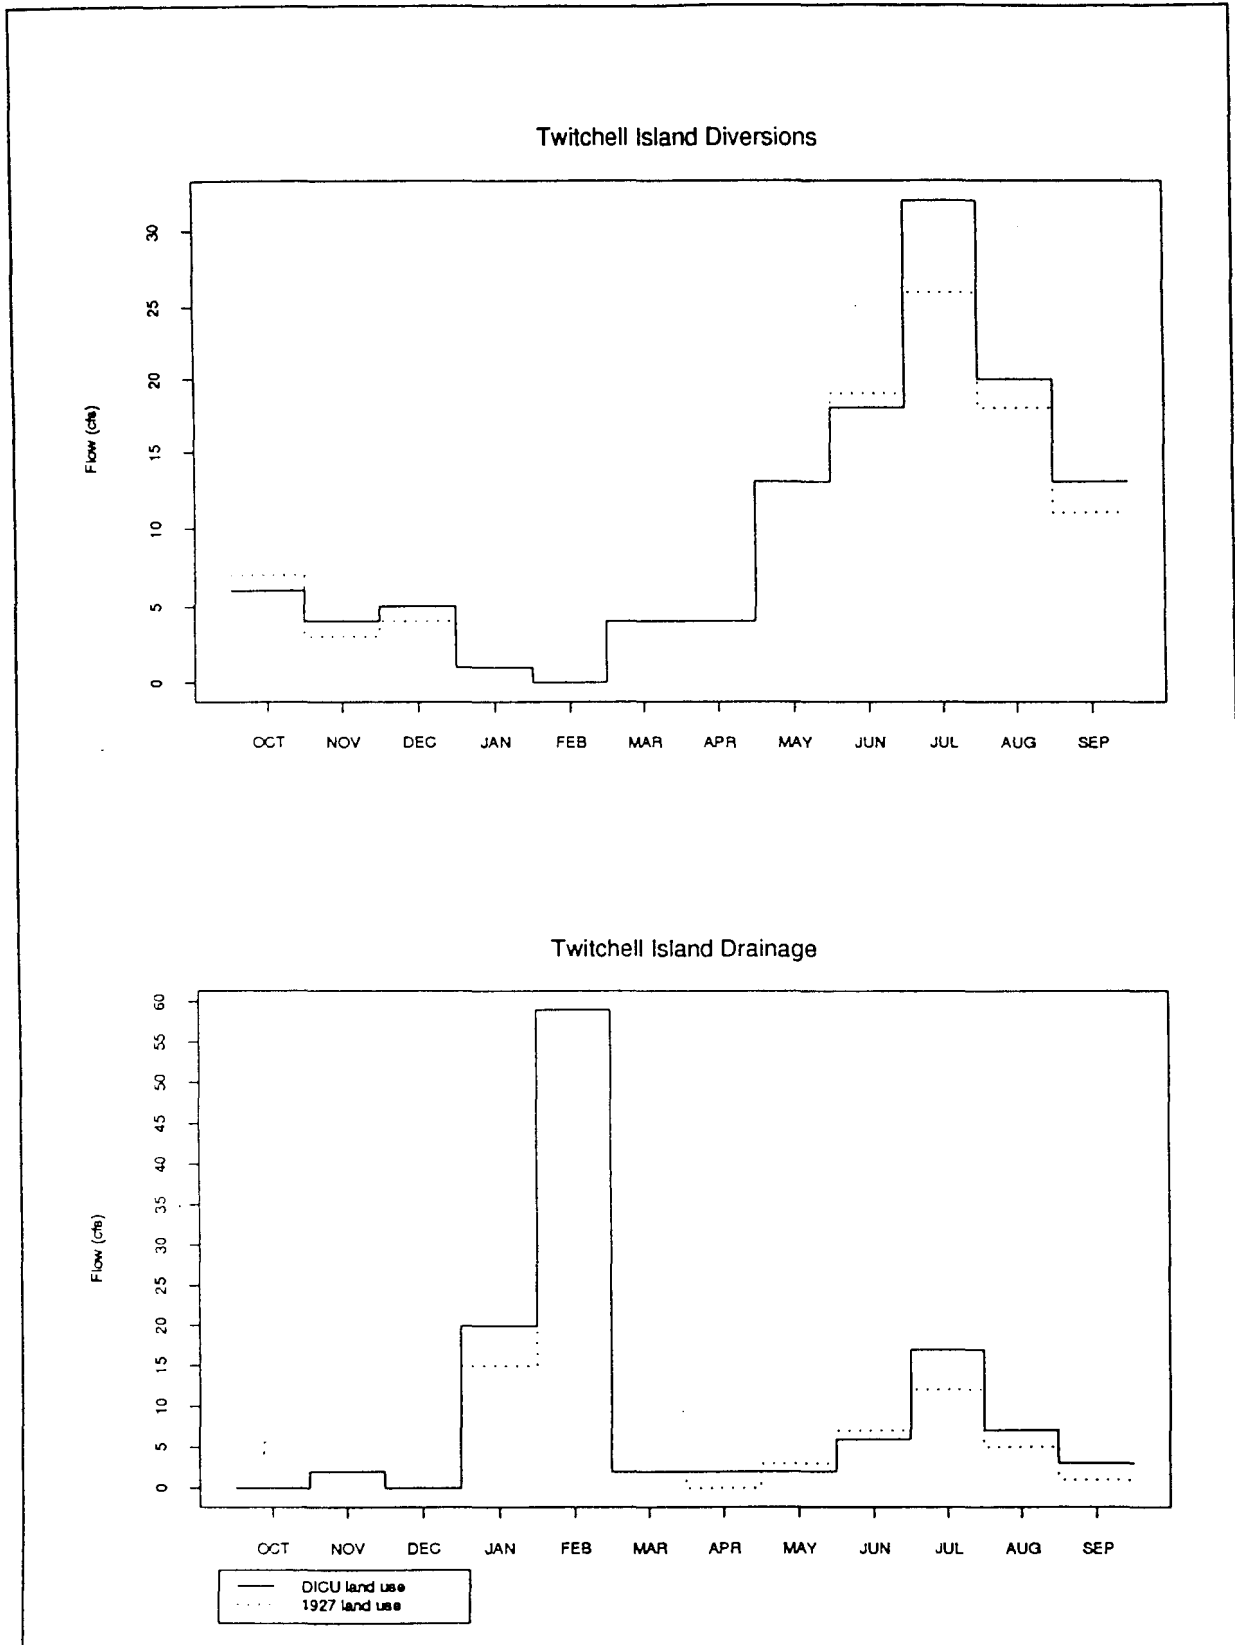 Twitchell Island Diversions
30
25
20
15
10
5
0
Flow (cfs)
OCT NOV DEC JAN FEB MAR APR MAY JUN JUL AUG SEP
Twitchell Island Drainage
60
55
50
45
40
35
30
25
20
15
10
5
0
Flow (cfs)
OCT NOV DEC JAN FEB MAR APR MAY JUN JUL AUG SEP
DICU land use
1927 land use